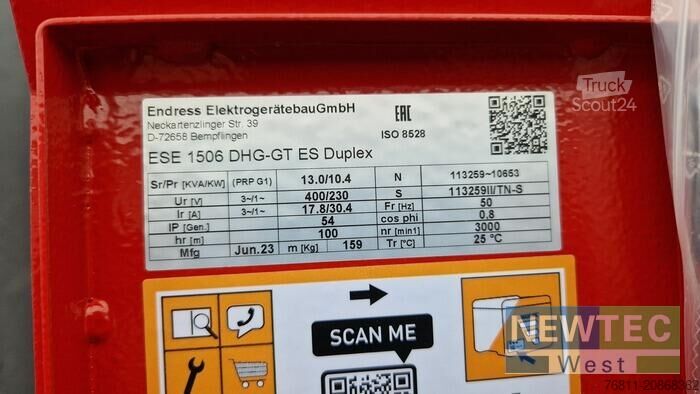 Endress ElektrogerätebauGmbH
Neckartenzlinger Str. 39
D-72658 Bempflingen
EAC
ISO 8528
ESE 1506 DHG-GT ES Duplex
Sr/Pr [KVA/KW] (PRP G1) 13.0/10.4 N 113259~10653
Ur [V] 3~/1~ 400/230 S 113259II/TN-S
Ir [A] 3~/1~ 17.8/30.4 Fr [Hz] 50
IP [Gen.] 54 cos phi 0.8
hr [m] 100 nr [min1] 3000
Mfg Jun.23 m [Kg] 159 Tr [°C] 25 °C
SCAN ME
Truck
Scout24
NEWTEC
West